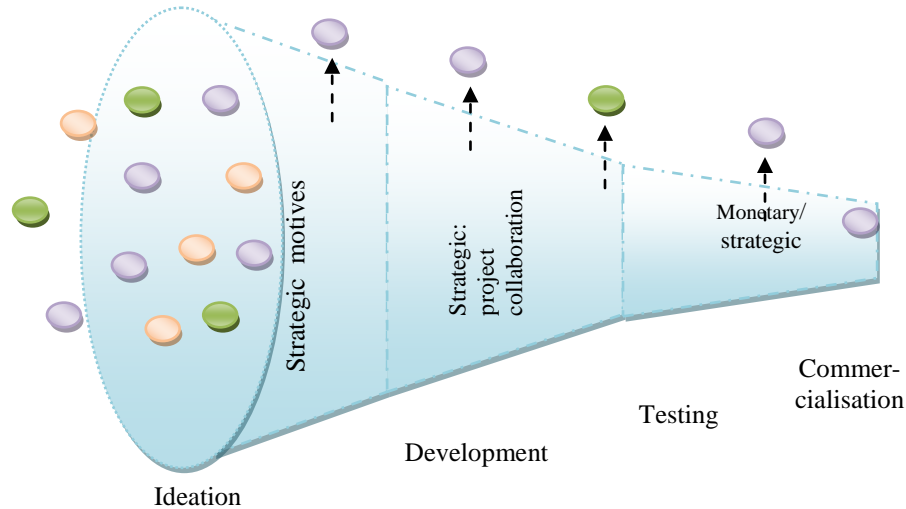 Strategic motives
Strategic:
project
collaboration
Monetary/
strategic
Commer-
cialisation
Testing
Development
Ideation